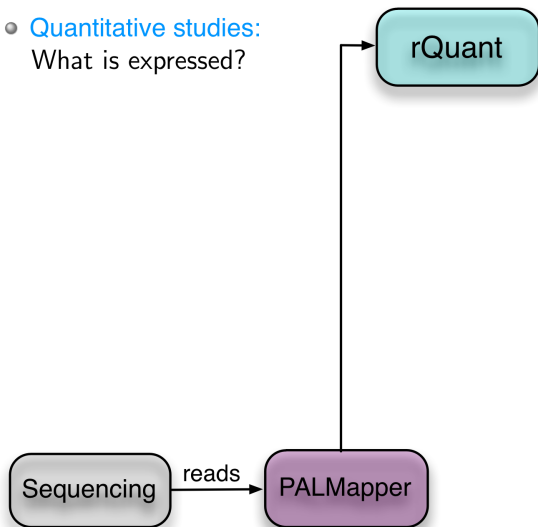 Quantitative studies:
What is expressed?
rQuant
Sequencing
reads
PALMapper